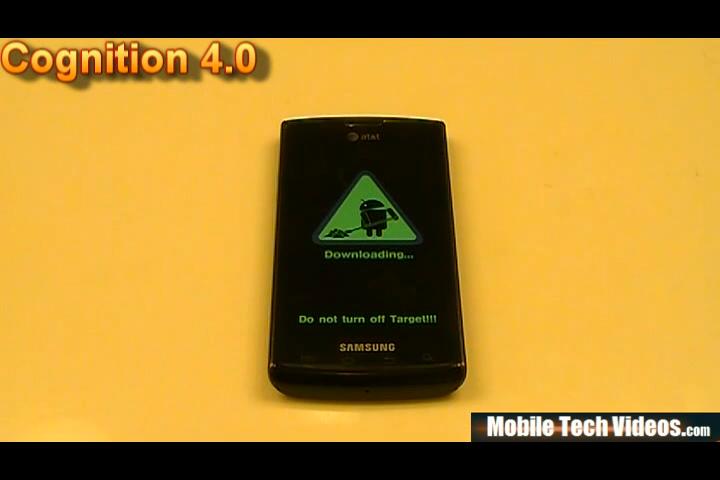 Cognition 4.0
at&t
Downloading...
Do not turn off Target!!!
SAMSUNG
Mobile Tech Videos.com